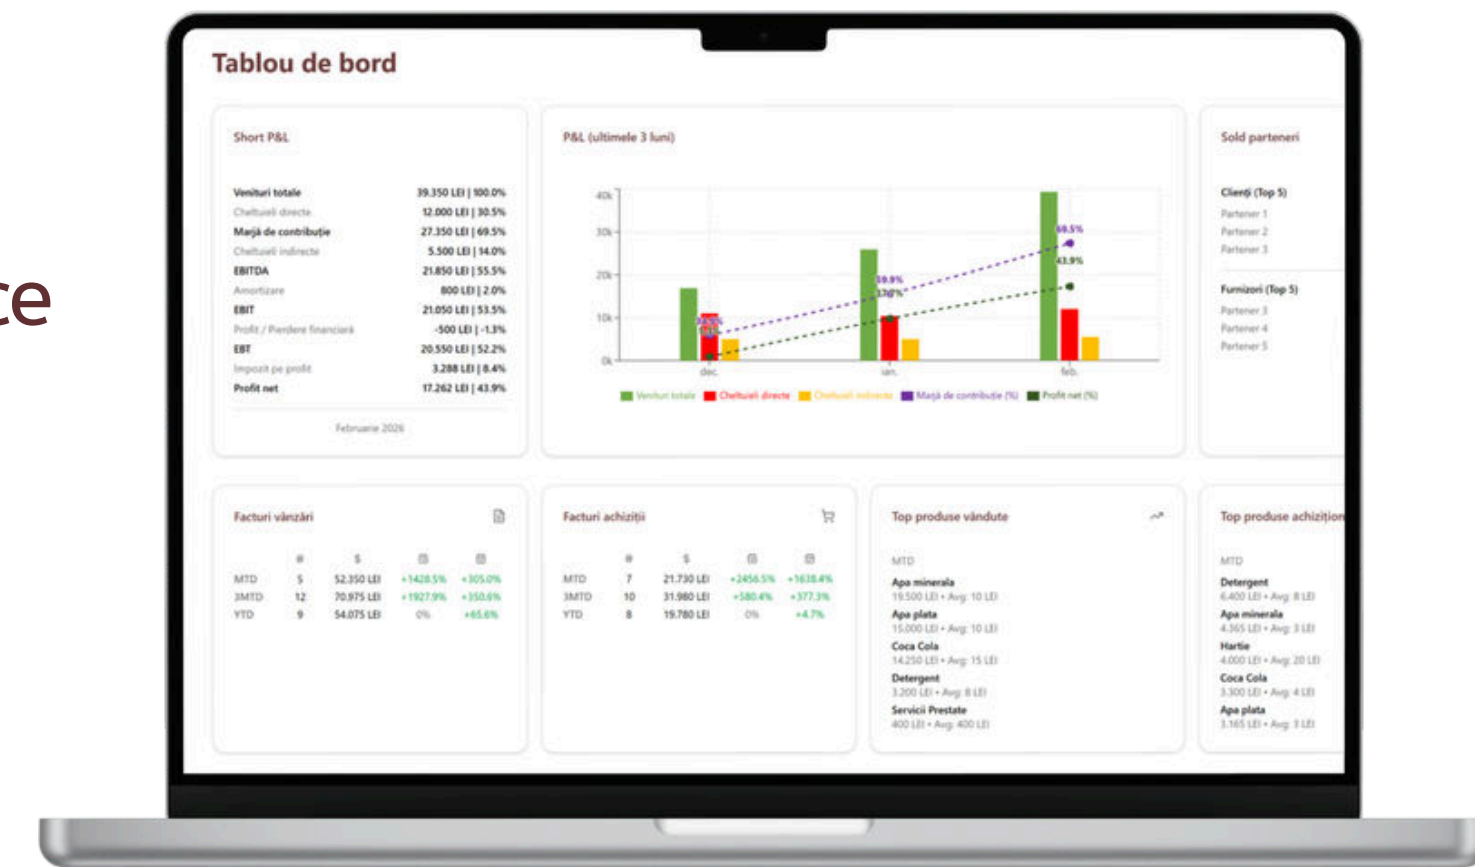 ce
Tablou de bord
Short P&L
Venituri totale 39.350 LEI | 100.0%
Cheltuieli directe 12.000 LEI | 30.5%
Marjă de contribuție 27.350 LEI | 69.5%
Cheltuieli indirecte 5.500 LEI | 14.0%
EBITDA 21.850 LEI | 55.5%
Amortizare 800 LEI | 2.0%
EBIT 21.050 LEI | 53.5%
Profit / Pierdere financiară -500 LEI | -1.3%
EBT 20.550 LEI | 52.2%
Impozit pe profit 3.288 LEI | 8.4%
Profit net 17.262 LEI | 43.9%
Februarie 2026
P&L (ultimele 3 luni)
40k
30k
20k
10k
0k
69.5%
43.9%
59.9%
dec. ian. feb.
Venituri totale Cheltuieli directe Cheltuieli indirecte Marjă de contribuție (%) Profit net (%)
Sold parteneri
Clienți (Top 5)
Partener 1
Partener 2
Partener 3
Furnizori (Top 5)
Partener 3
Partener 4
Partener 5
Facturi vânzări
# $
MTD 5 52.350 LEI +1428.5% +305.0%
3MTD 12 70.975 LEI +1927.9% +350.6%
YTD 9 54.075 LEI 0% +65.6%
Facturi achiziții
# $
MTD 7 21.730 LEI +2456.5% +1638.4%
3MTD 10 31.980 LEI +580.4% +377.3%
YTD 8 19.780 LEI 0% +4.7%
Top produse vândute
MTD
Apa minerala
19.500 LEI • Avg: 10 LEI
Apa plata
15.000 LEI • Avg: 10 LEI
Coca Cola
14.250 LEI • Avg: 15 LEI
Detergent
3.200 LEI • Avg: 8 LEI
Servicii Prestate
400 LEI • Avg: 400 LEI
Top produse achizițion
MTD
Detergent
6.400 LEI • Avg: 8 LEI
Apa minerala
4.365 LEI • Avg: 3 LEI
Hartie
4.000 LEI • Avg: 20 LEI
Coca Cola
3.300 LEI • Avg: 4 LEI
Apa plata
3.165 LEI • Avg: 3 LEI